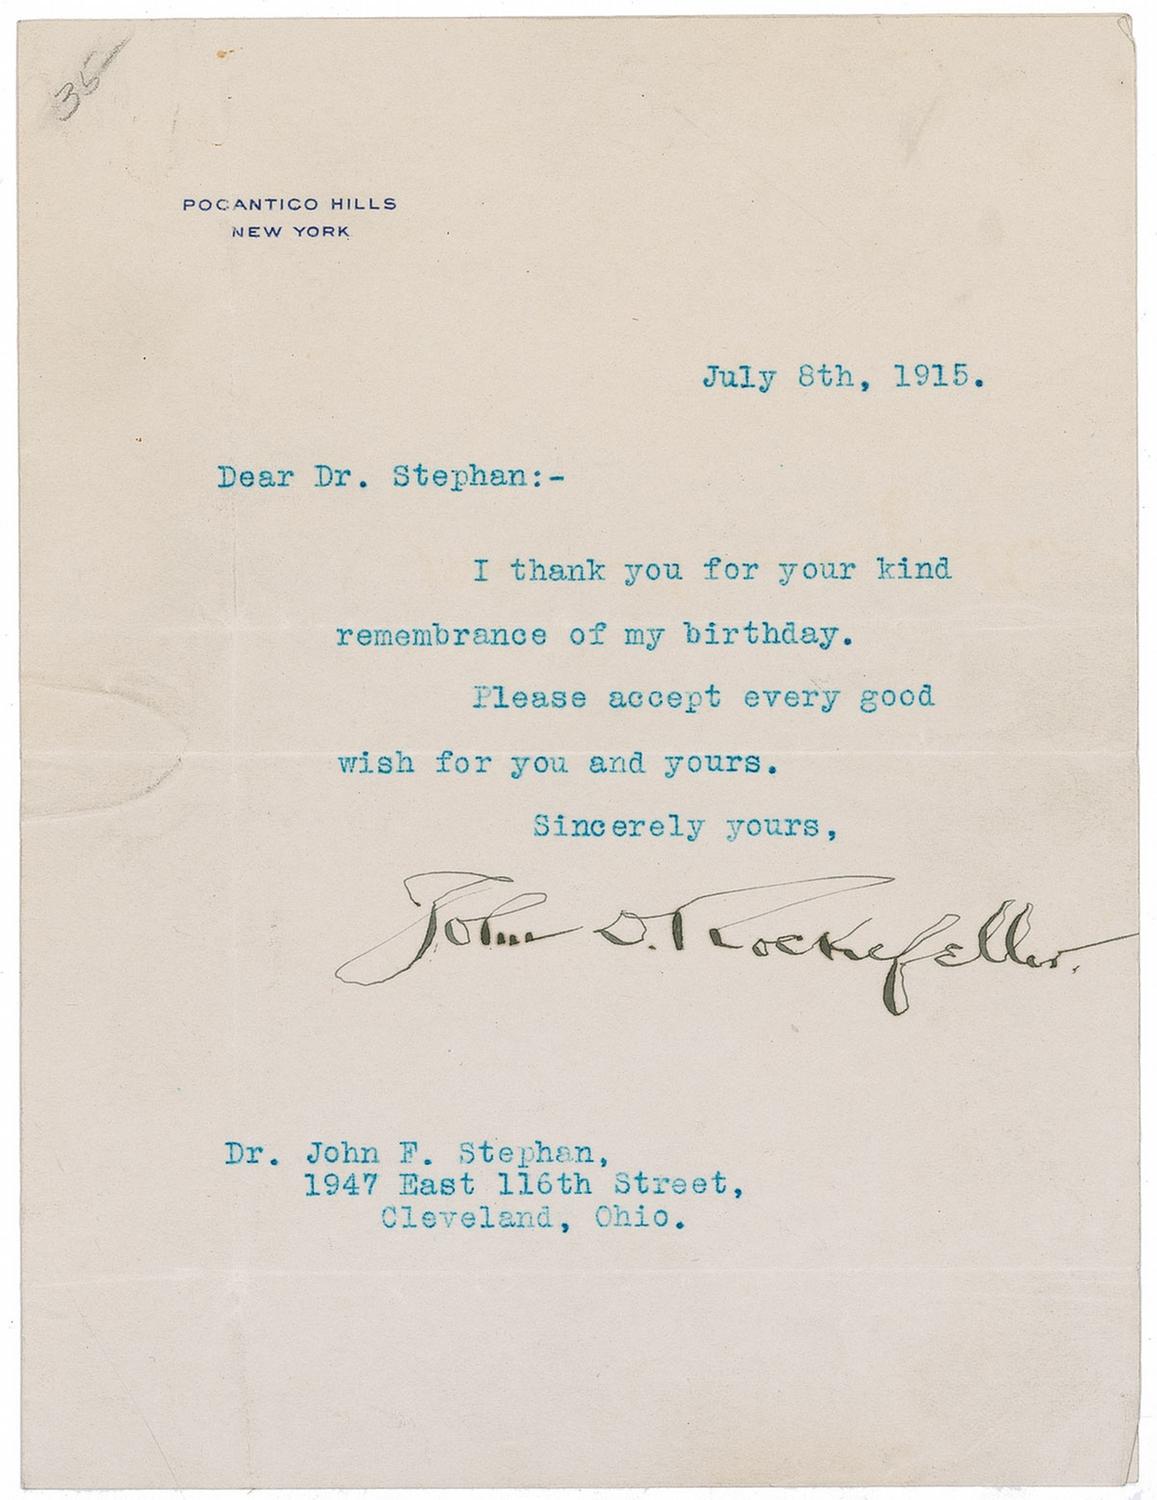 35
POCANTICO HILLS
NEW YORK
July 8th, 1915.
Dear Dr. Stephan:-
I thank you for your kind
remembrance of my birthday.
Please accept every good
wish for you and yours.
Sincerely yours,
John D. Rockefeller.
Dr. John F. Stephan,
1947 East 116th Street,
Cleveland, Ohio.